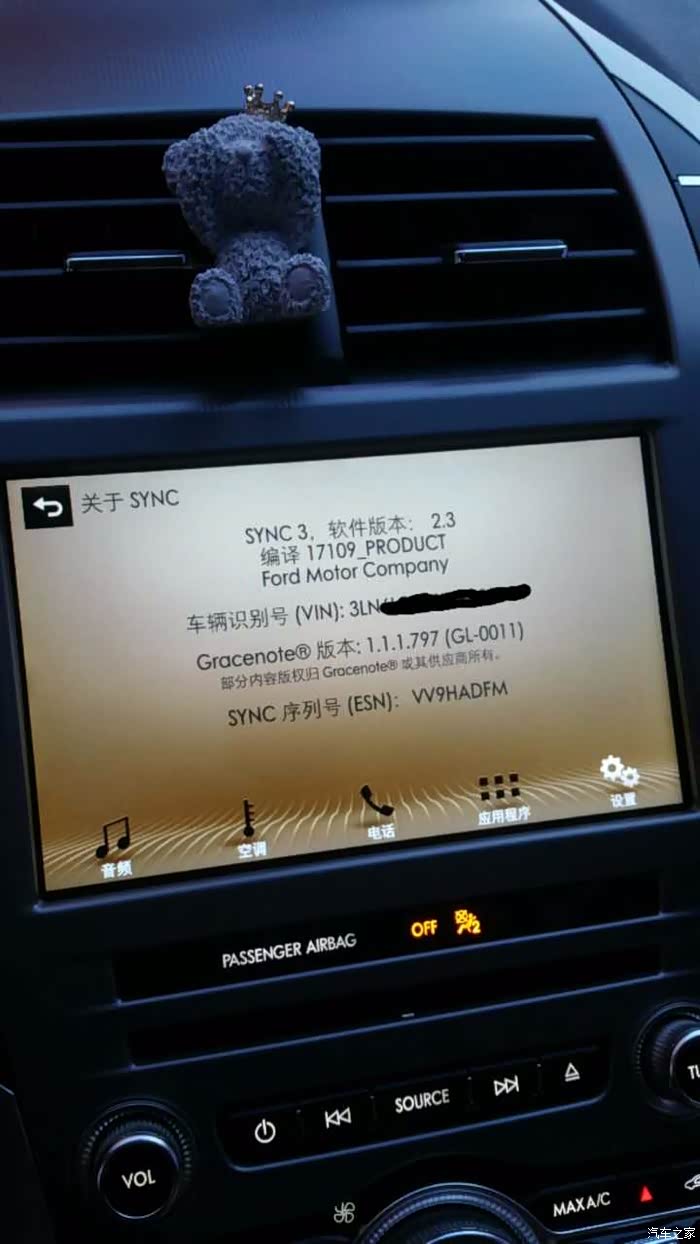 关于 SYNC
SYNC 3, 软件版本: 2.3
编译 17109_PRODUCT
Ford Motor Company
车辆识别号 (VIN): 3LN
Gracenote® 版本: 1.1.1.797 (GL-0011)
部分内容版权归 Gracenote® 或其供应商所有。
SYNC 序列号 (ESN): VV9HADFM
音频
空调
电话
应用程序
设置
PASSENGER AIRBAG OFF 2
VOL
SOURCE
TU
MAX A/C
汽车之家